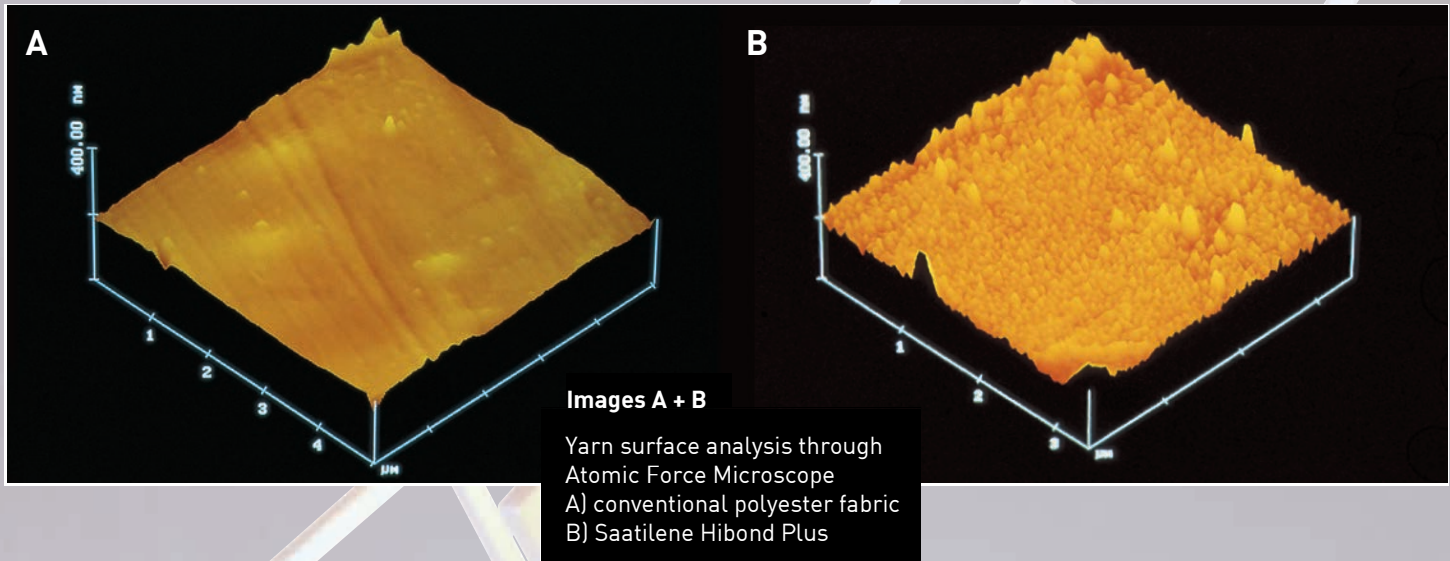 A
400.00 nM
1
2
3
4
µM
B
400.00 nM
1
2
3
µM
Images A + B
Yarn surface analysis through
Atomic Force Microscope
A) conventional polyester fabric
B) Saatilene Hibond Plus